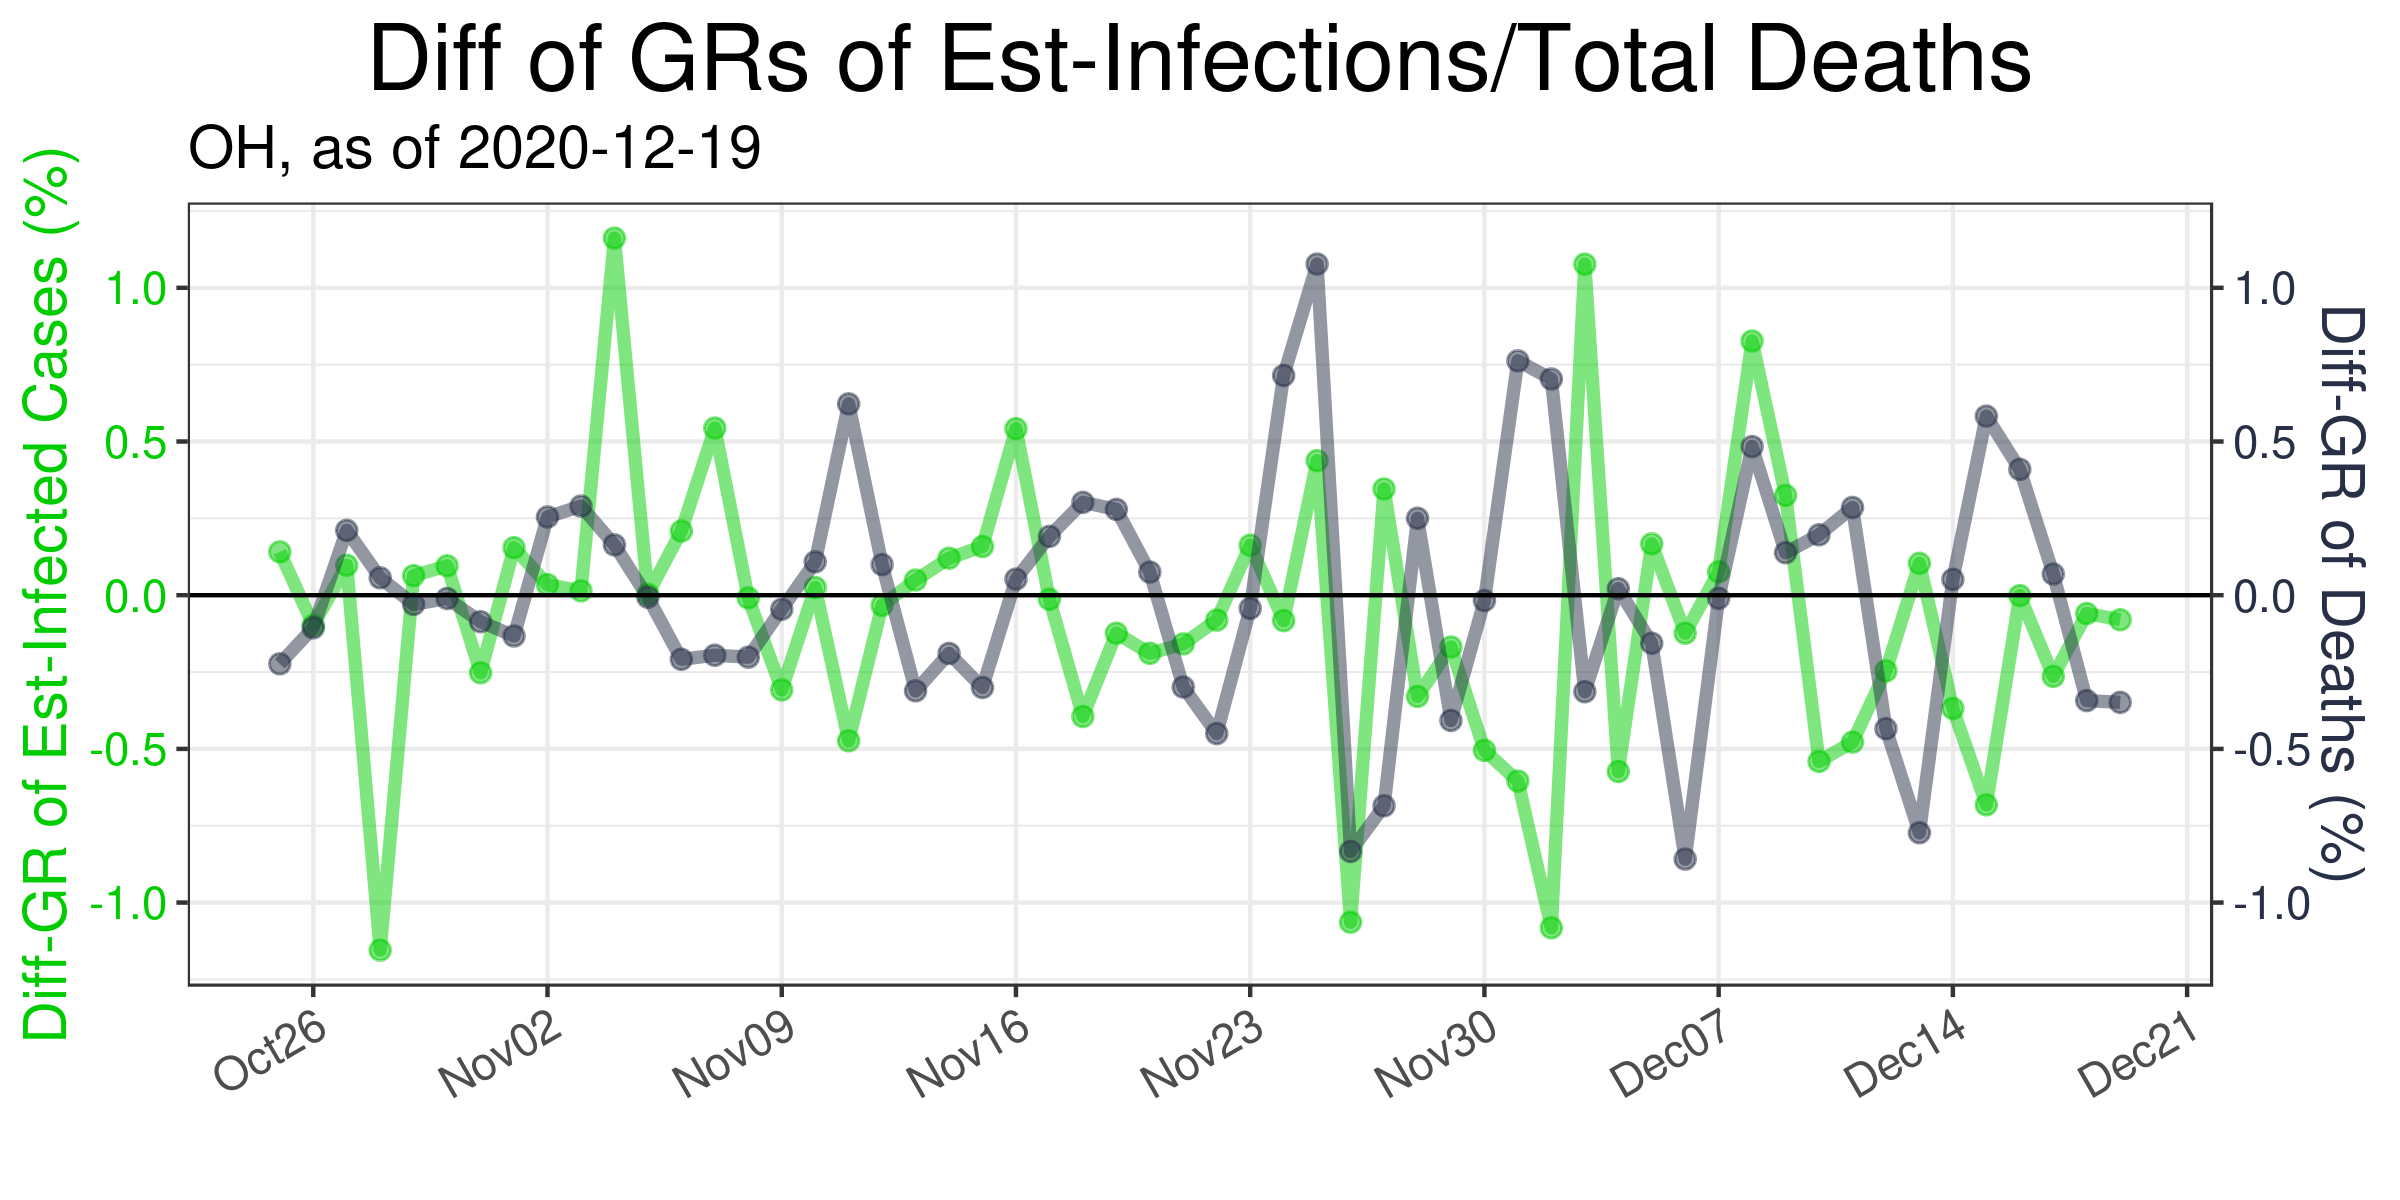 Diff of GRs of Est-Infections/Total Deaths
OH, as of 2020-12-19
Diff-GR of Est-Infected Cases (%)
1.0
0.5
0.0
-0.5
-1.0
1.0
0.5
0.0
-0.5
-1.0
Diff-GR of Deaths (%)
Oct26 Nov02 Nov09 Nov16 Nov23 Nov30 Dec07 Dec14 Dec21